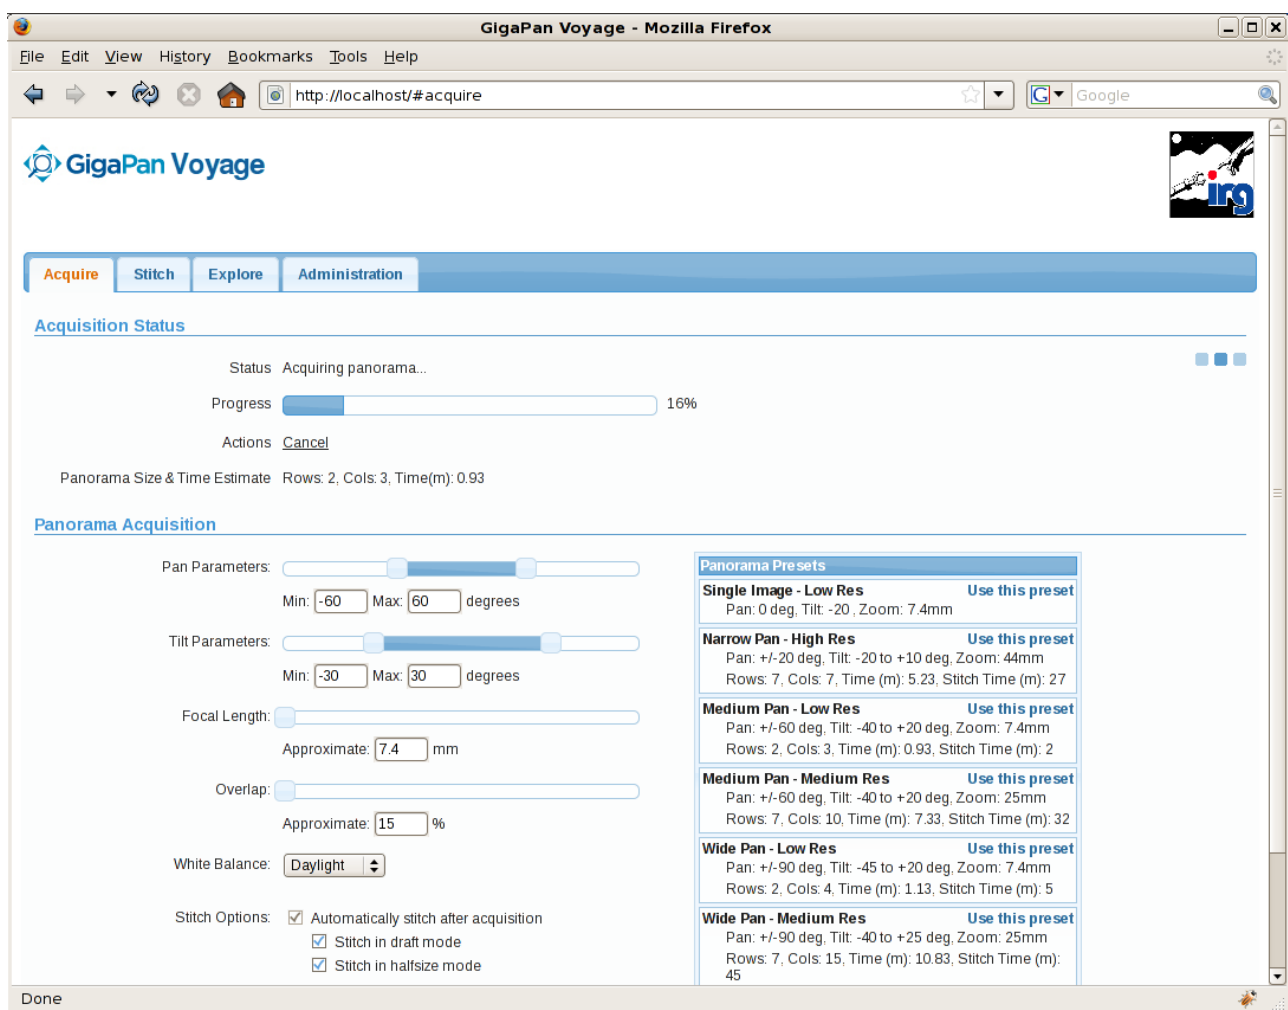 GigaPan Voyage - Mozilla Firefox
File Edit View History Bookmarks Tools Help
http://localhost/#acquire
G Google
GigaPan Voyage
irg
Acquire Stitch Explore Administration
Acquisition Status
Status Acquiring panorama...
Progress 16%
Actions Cancel
Panorama Size & Time Estimate Rows: 2, Cols: 3, Time(m): 0.93
Panorama Acquisition
Pan Parameters:
Min: -60 Max: 60 degrees
Tilt Parameters:
Min: -30 Max: 30 degrees
Focal Length:
Approximate: 7.4 mm
Overlap:
Approximate: 15 %
White Balance: Daylight
Stitch Options: Automatically stitch after acquisition
Stitch in draft mode
Stitch in halfsize mode
Panorama Presets
Single Image - Low Res Use this preset
Pan: 0 deg, Tilt: -20 , Zoom: 7.4mm
Narrow Pan - High Res Use this preset
Pan: +/-20 deg, Tilt: -20 to +10 deg, Zoom: 44mm
Rows: 7, Cols: 7, Time (m): 5.23, Stitch Time (m): 27
Medium Pan - Low Res Use this preset
Pan: +/-60 deg, Tilt: -40 to +20 deg, Zoom: 7.4mm
Rows: 2, Cols: 3, Time (m): 0.93, Stitch Time (m): 2
Medium Pan - Medium Res Use this preset
Pan: +/-60 deg, Tilt: -40 to +20 deg, Zoom: 25mm
Rows: 7, Cols: 10, Time (m): 7.33, Stitch Time (m): 32
Wide Pan - Low Res Use this preset
Pan: +/-90 deg, Tilt: -45 to +20 deg, Zoom: 7.4mm
Rows: 2, Cols: 4, Time (m): 1.13, Stitch Time (m): 5
Wide Pan - Medium Res Use this preset
Pan: +/-90 deg, Tilt: -40 to +25 deg, Zoom: 25mm
Rows: 7, Cols: 15, Time (m): 10.83, Stitch Time (m):
45
Done